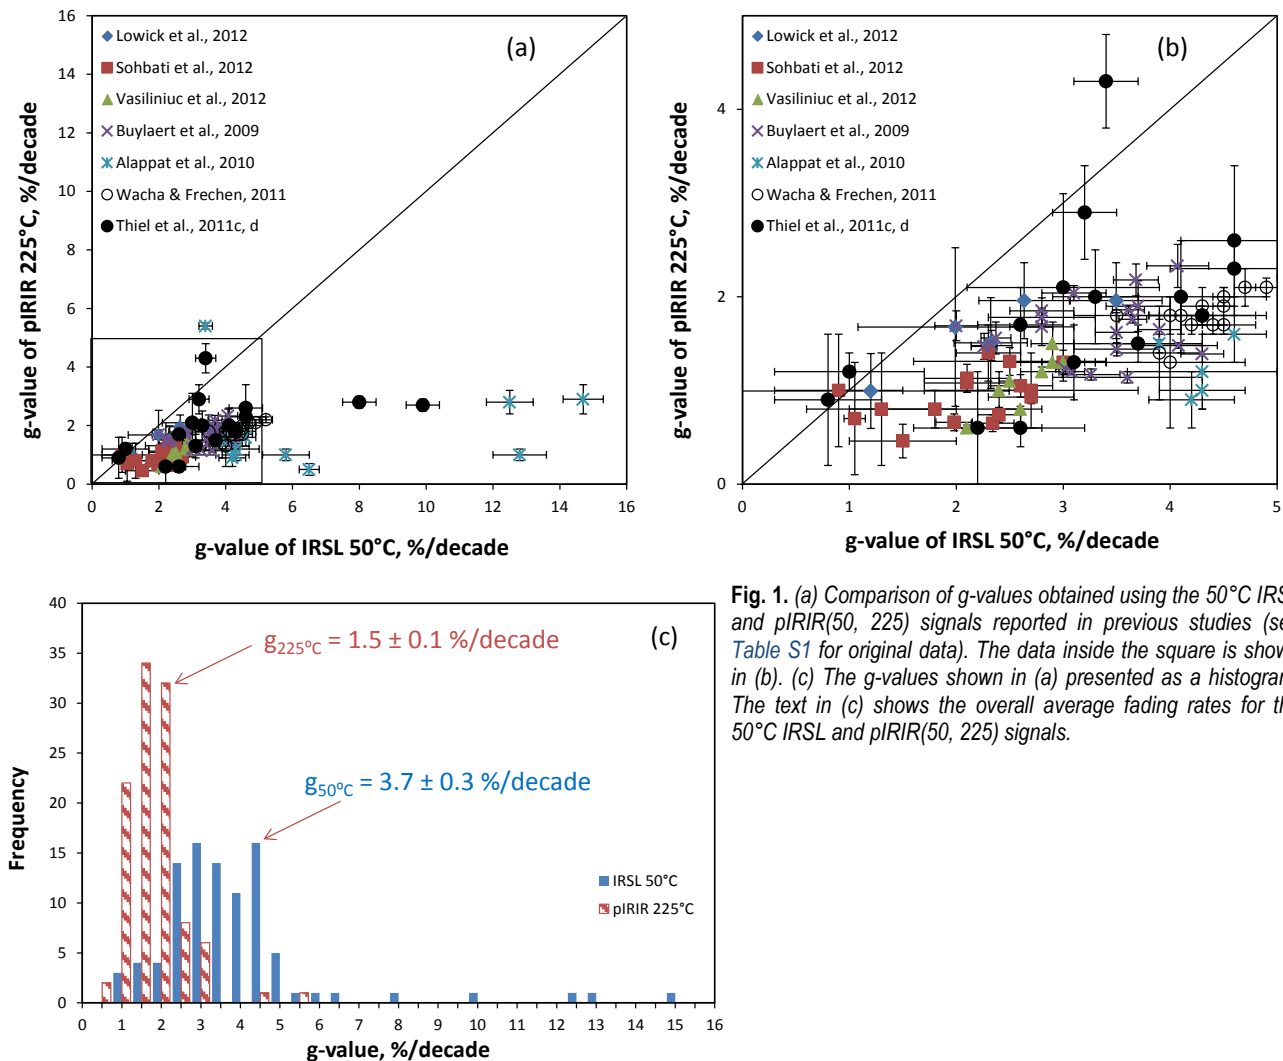 16
14
12
10
8
6
4
2
0
g-value of pIRIR 225°C, %/decade
(a)
Lowick et al., 2012
Sohbati et al., 2012
Vasiliniuc et al., 2012
Buylaert et al., 2009
Alappat et al., 2010
Wacha & Frechen, 2011
Thiel et al., 2011c, d
0 2 4 6 8 10 12 14 16
g-value of IRSL 50°C, %/decade
4
2
0
g-value of pIRIR 225°C, %/decade
(b)
Lowick et al., 2012
Sohbati et al., 2012
Vasiliniuc et al., 2012
Buylaert et al., 2009
Alappat et al., 2010
Wacha & Frechen, 2011
Thiel et al., 2011c, d
0 1 2 3 4 5
g-value of IRSL 50°C, %/decade
40
35
30
25
20
15
10
5
0
Frequency
(c)
g225°C = 1.5 ± 0.1 %/decade
g50°C = 3.7 ± 0.3 %/decade
IRSL 50°C
pIRIR 225°C
0 1 2 3 4 5 6 7 8 9 10 11 12 13 14 15 16
g-value, %/decade
Fig. 1. (a) Comparison of g-values obtained using the 50°C IRS
and pIRIR(50, 225) signals reported in previous studies (se
Table S1 for original data). The data inside the square is show
in (b). (c) The g-values shown in (a) presented as a histogran
The text in (c) shows the overall average fading rates for th
50°C IRSL and pIRIR(50, 225) signals.